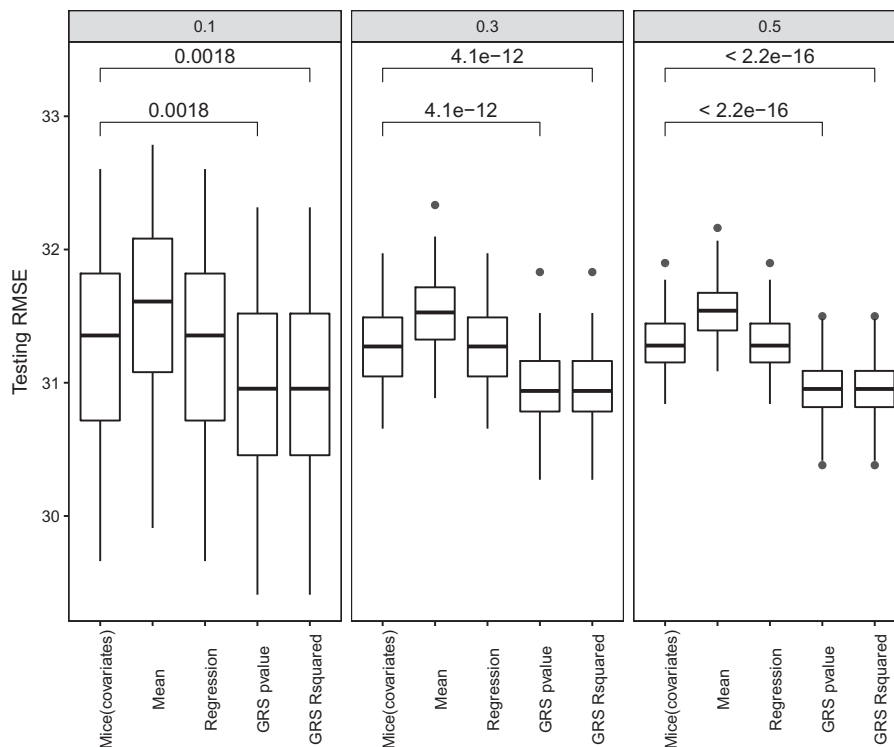 0.1
0.3
0.5
0.0018
4.1e−12
< 2.2e−16
0.0018
4.1e−12
< 2.2e−16
33
32
31
30
Testing RMSE
Mice(covariates)
Mean
Regression
GRS pvalue
GRS Rsquared
Mice(covariates)
Mean
Regression
GRS pvalue
GRS Rsquared
Mice(covariates)
Mean
Regression
GRS pvalue
GRS Rsquared